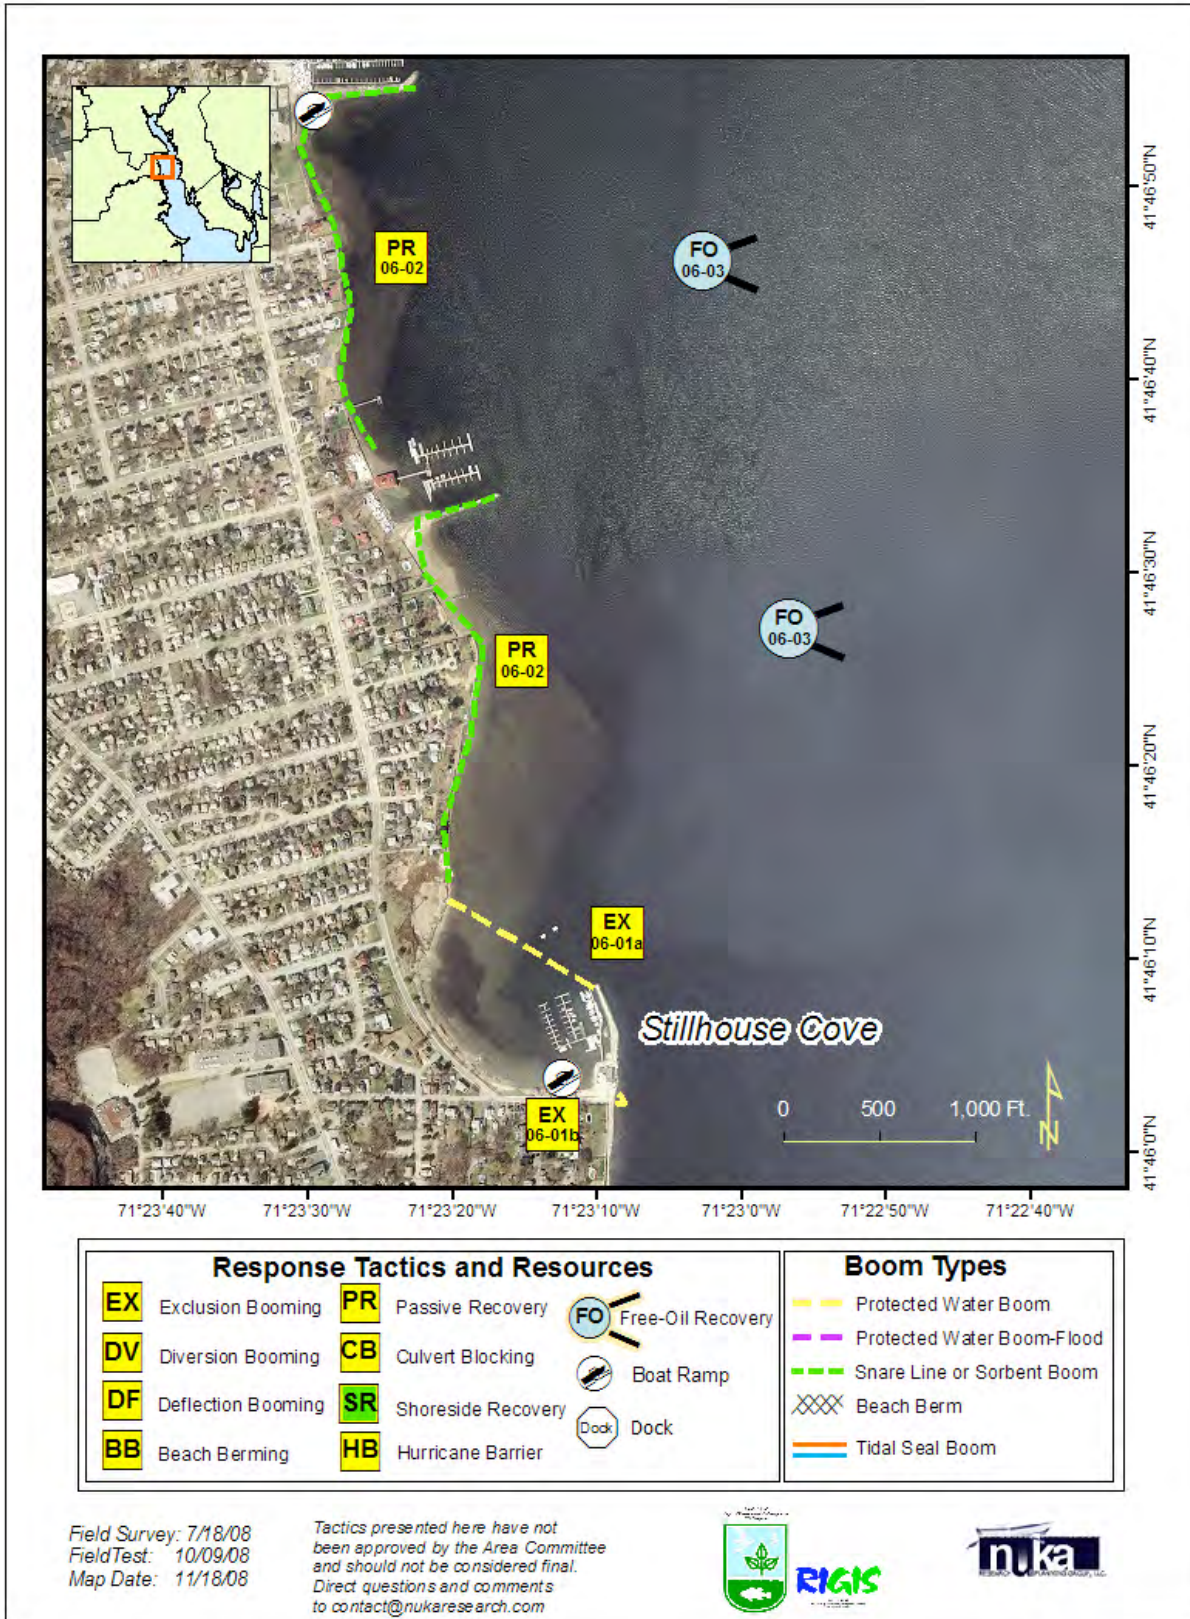 PR
06-02
FO
06-03
PR
06-02
FO
06-03
EX
06-01a
Stillhouse Cove
EX
06-01b
0 500 1,000 Ft.
N
41°46'50"N
41°46'40"N
41°46'30"N
41°46'20"N
41°46'10"N
41°46'0"N
71°23'40"W 71°23'30"W 71°23'20"W 71°23'10"W 71°23'0"W 71°22'50"W 71°22'40"W
Response Tactics and Resources
EX Exclusion Booming
DV Diversion Booming
DF Deflection Booming
BB Beach Berming
PR Passive Recovery
CB Culvert Blocking
SR Shoreside Recovery
HB Hurricane Barrier
FO Free-Oil Recovery
Boat Ramp
Dock Dock
Boom Types
Protected Water Boom
Protected Water Boom-Flood
Snare Line or Sorbent Boom
Beach Berm
Tidal Seal Boom
Field Survey: 7/18/08
FieldTest: 10/09/08
Map Date: 11/18/08
Tactics presented here have not
been approved by the Area Committee
and should not be considered final.
Direct questions and comments
to contact@nukaresearch.com
RIGIS
nuka